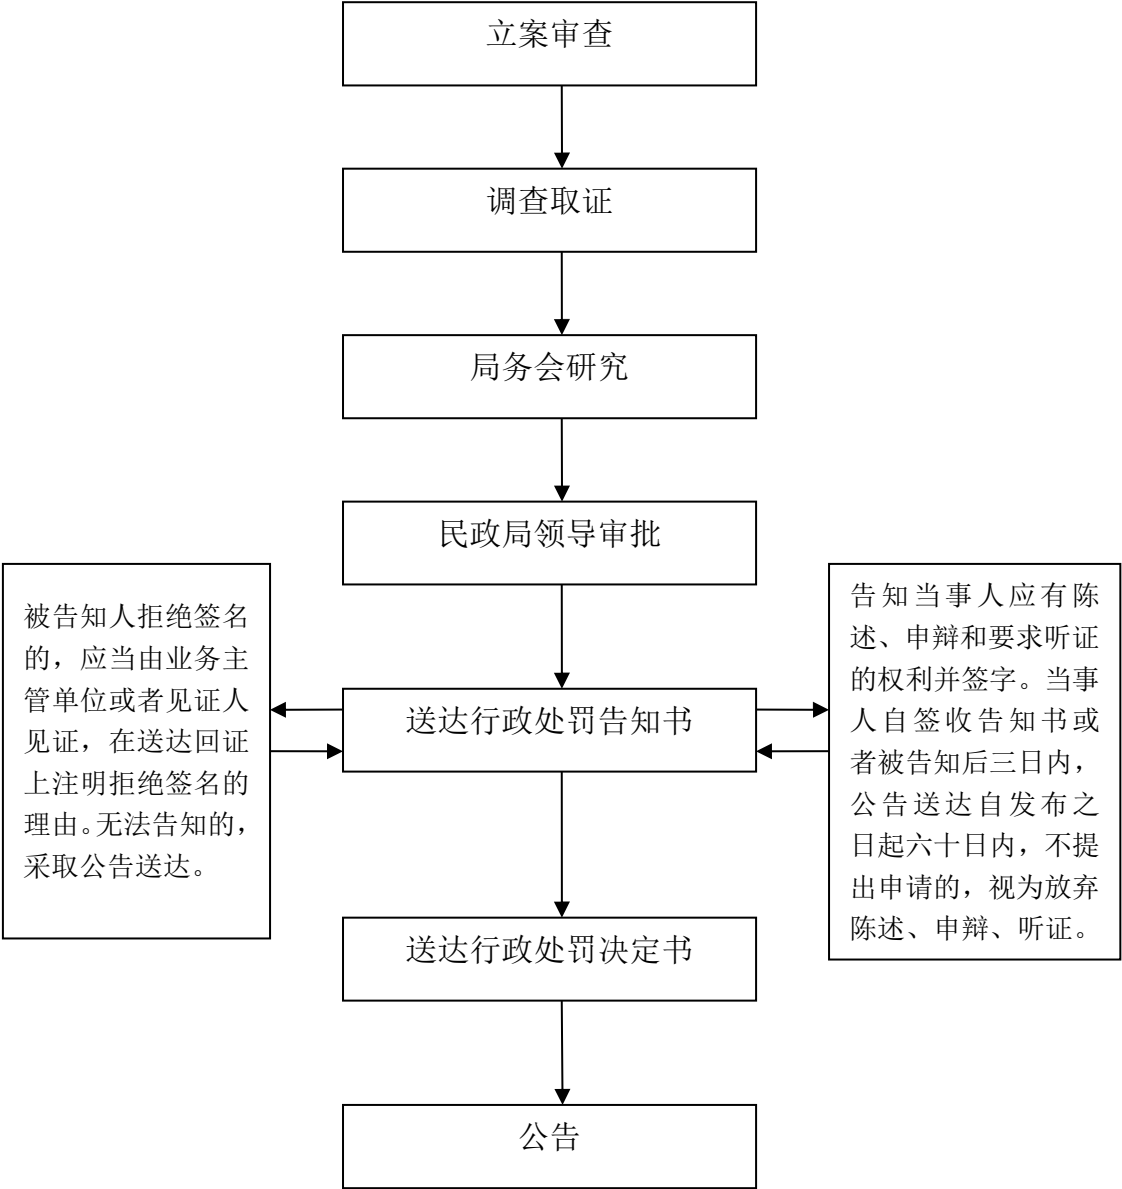 立案审查
调查取证
局务会研究
民政局领导审批
被告知人拒绝签名
的，应当由业务主
管单位或者见证人
见证，在送达回证
上注明拒绝签名的
理由。无法告知的，
采取公告送达。
送达行政处罚告知书
告知当事人应有陈
述、申辩和要求听证
的权利并签字。当事
人自签收告知书或
者被告知后三日内，
公告送达自发布之
日起六十日内，不提
出申请的，视为放弃
陈述、申辩、听证。
送达行政处罚决定书
公告